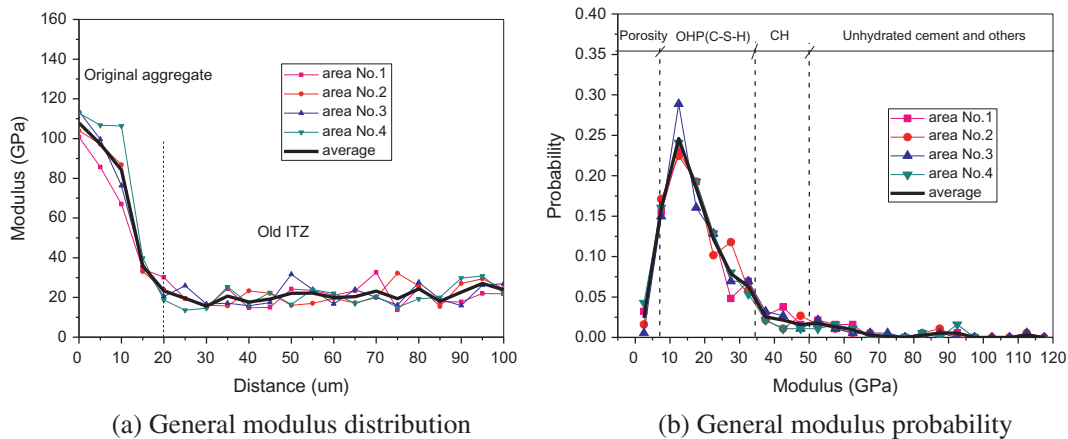 160
140
120
100
80
60
40
20
0
Modulus (GPa)
Original aggregate
area No.1
area No.2
area No.3
area No.4
average
Old ITZ
0 10 20 30 40 50 60 70 80 90 100
Distance (um)
(a) General modulus distribution
0.40
0.35
0.30
0.25
0.20
0.15
0.10
0.05
0.00
Probability
Porosity OHP(C-S-H) CH Unhydrated cement and others
area No.1
area No.2
area No.3
area No.4
average
0 10 20 30 40 50 60 70 80 90 100 110 120
Modulus (GPa)
(b) General modulus probability